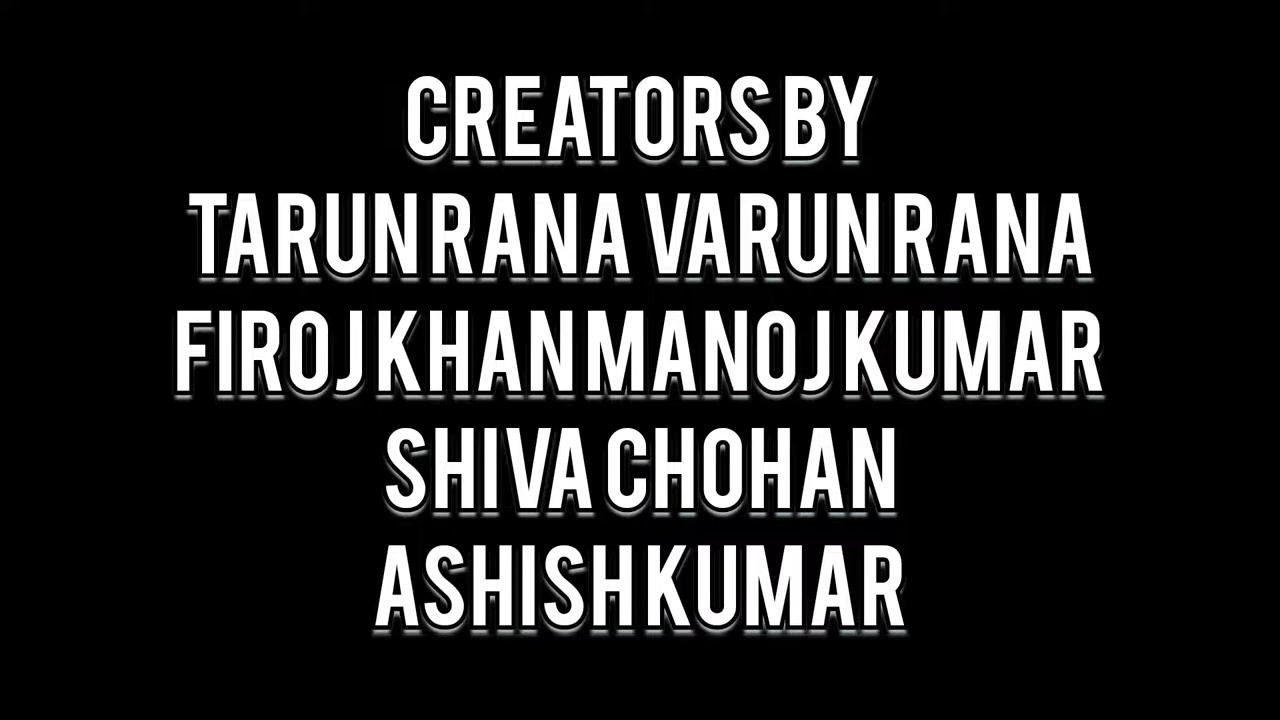 CREATORS BY
TARUN RANA VARUN RANA
FIROJ KHAN MANOJ KUMAR
SHIVA CHOHAN
ASHISH KUMAR